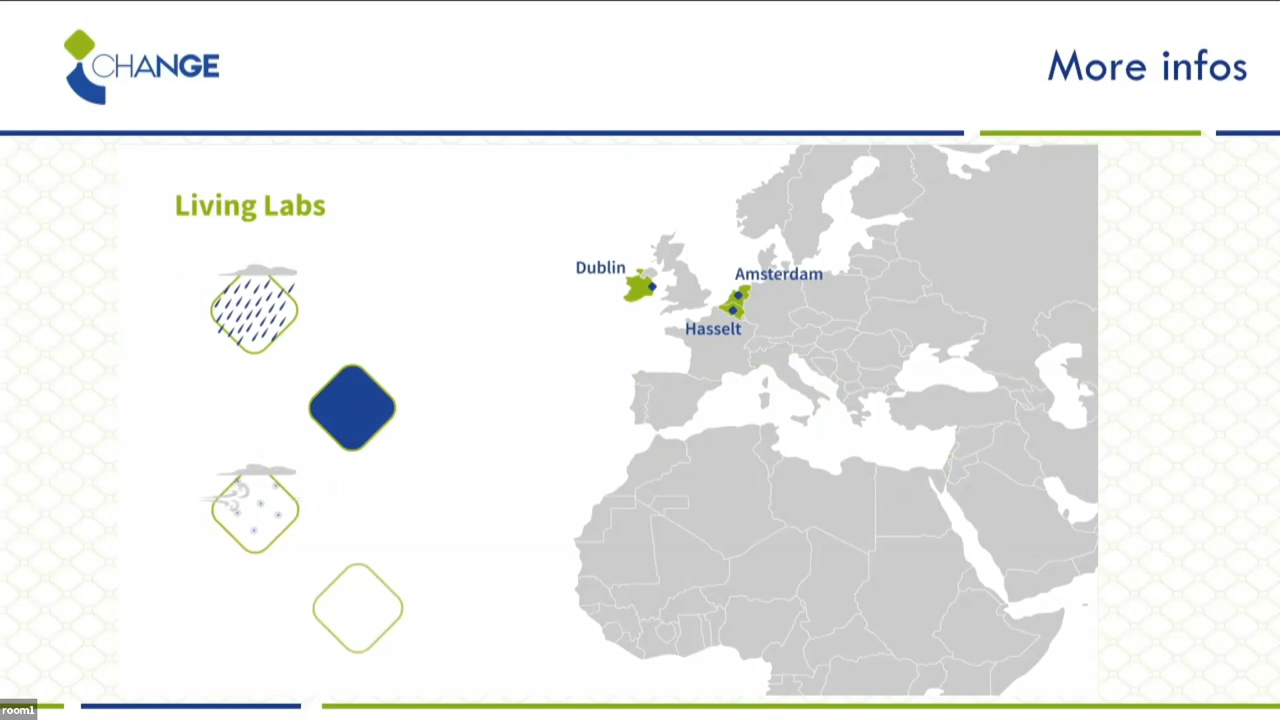 CHANGE
More infos
Living Labs
Dublin
Amsterdam
Hasselt
room1